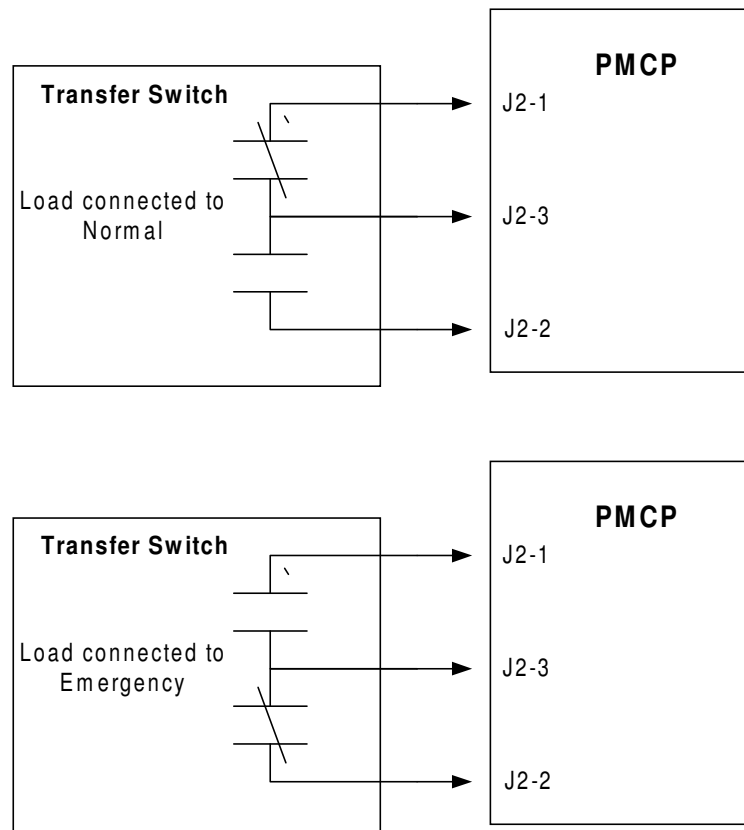 PMCP
Transfer Switch
J2-1
Load connected to
Normal
J2-3
J2-2
PMCP
Transfer Switch
J2-1
Load connected to
Emergency
J2-3
J2-2